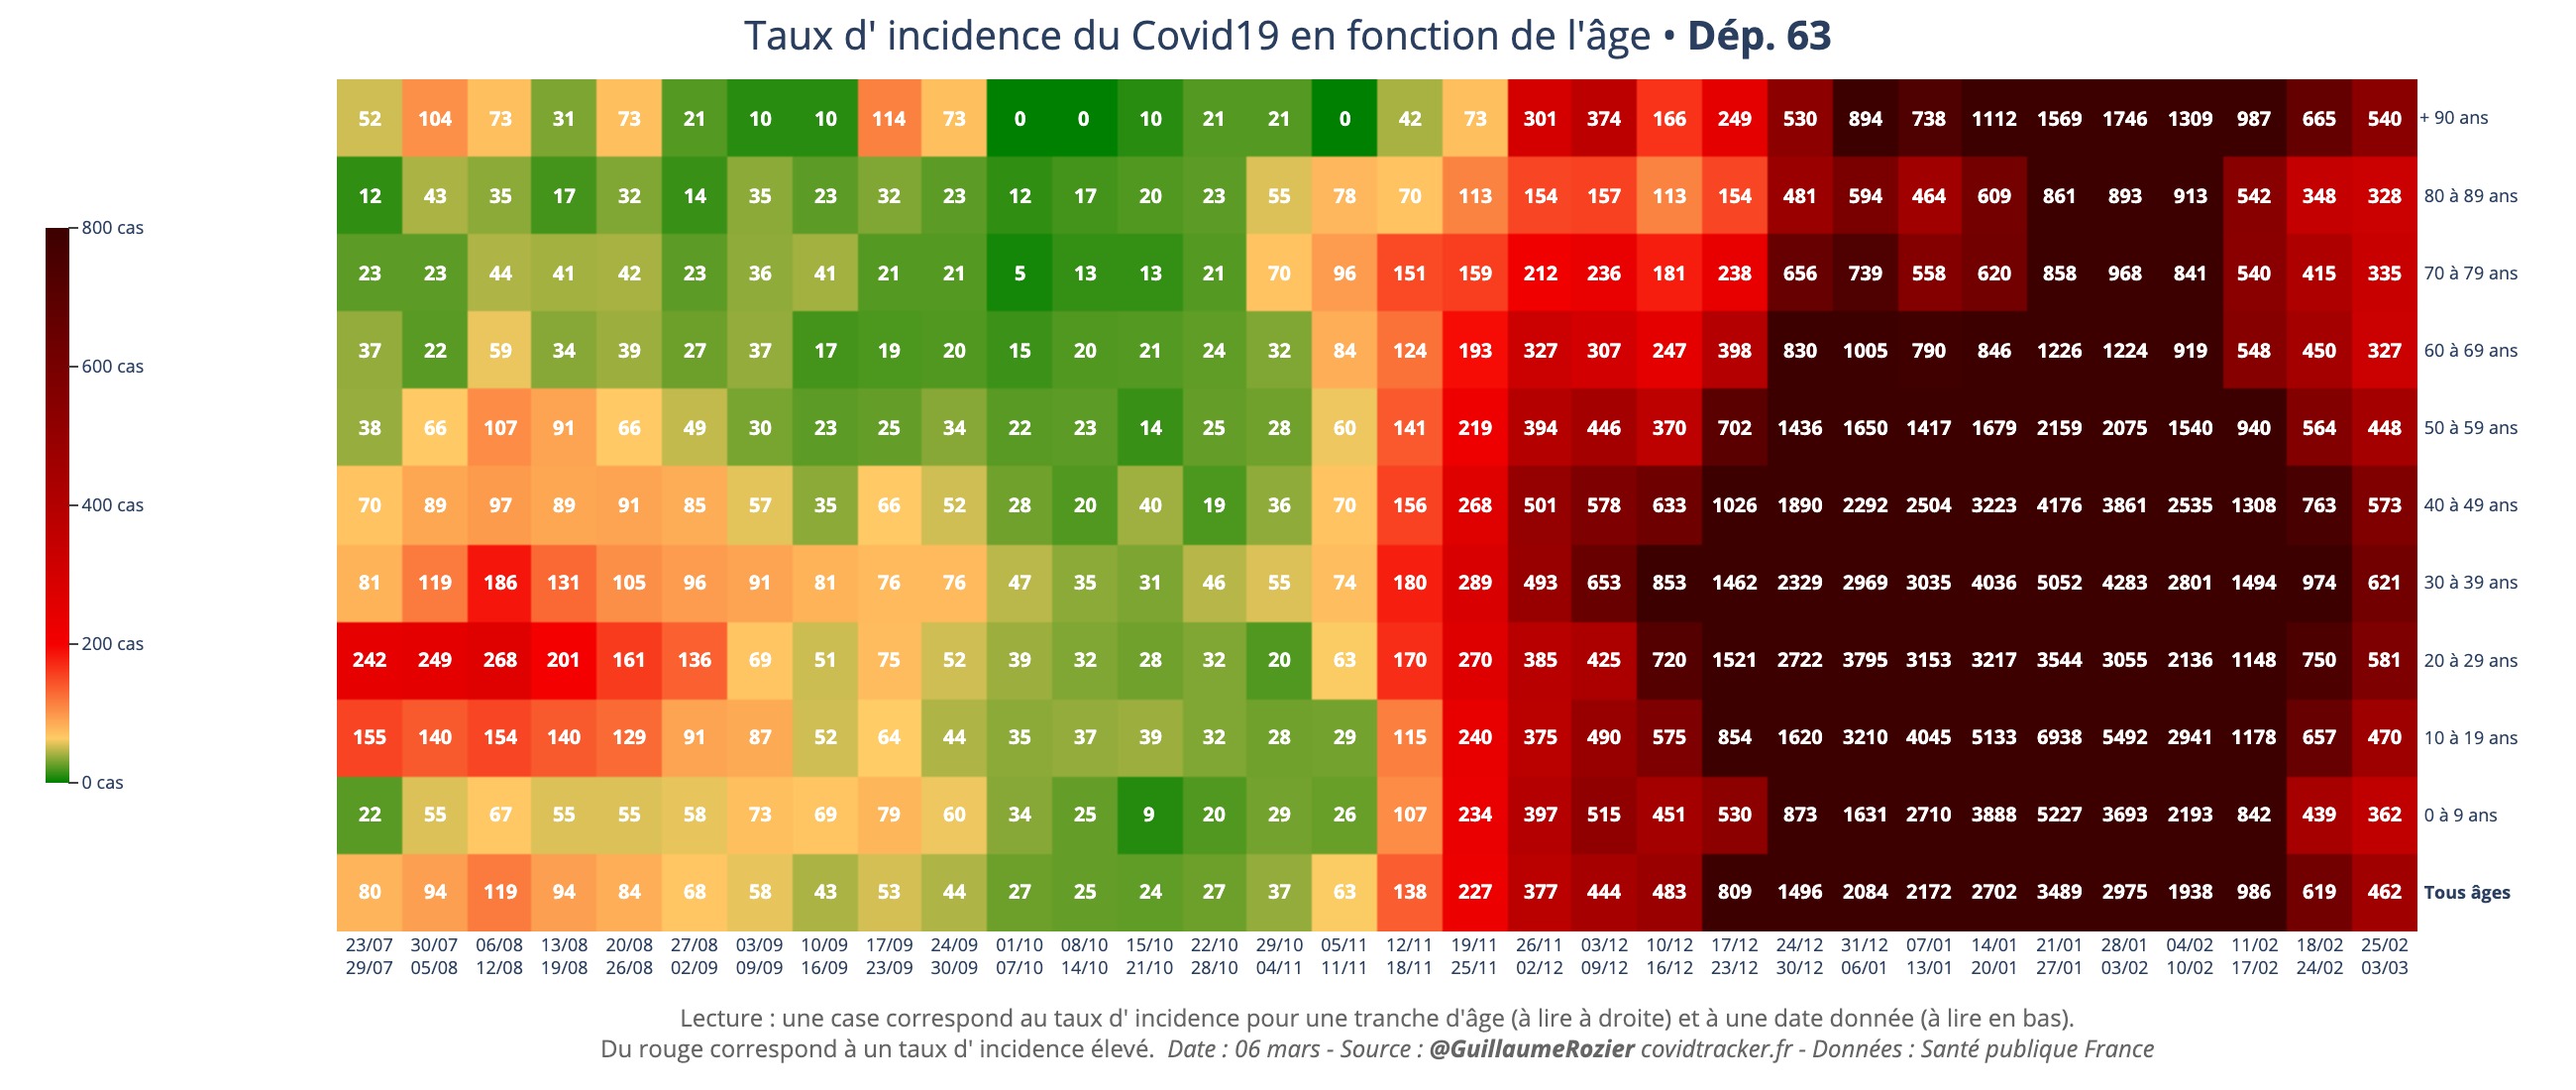 Taux d' incidence du Covid19 en fonction de l'âge • Dép. 63
800 cas
600 cas
400 cas
200 cas
0 cas
52 104 73 31 73 21 10 10 114 73 0 0 10 21 21 0 42 73 301 374 166 249 530 894 738 1112 1569 1746 1309 987 665 540 + 90 ans
12 43 35 17 32 14 35 23 32 23 12 17 20 23 55 78 70 113 154 157 113 154 481 594 464 609 861 893 913 542 348 328 80 à 89 ans
23 23 44 41 42 23 36 41 21 21 5 13 13 21 70 96 151 159 212 236 181 238 656 739 558 620 858 968 841 540 415 335 70 à 79 ans
37 22 59 34 39 27 37 17 19 20 15 20 21 24 32 84 124 193 327 307 247 398 830 1005 790 846 1226 1224 919 548 450 327 60 à 69 ans
38 66 107 91 66 49 30 23 25 34 22 23 14 25 28 60 141 219 394 446 370 702 1436 1650 1417 1679 2159 2075 1540 940 564 448 50 à 59 ans
70 89 97 89 91 85 57 35 66 52 28 20 40 19 36 70 156 268 501 578 633 1026 1890 2292 2504 3223 4176 3861 2535 1308 763 573 40 à 49 ans
81 119 186 131 105 96 91 81 76 76 47 35 31 46 55 74 180 289 493 653 853 1462 2329 2969 3035 4036 5052 4283 2801 1494 974 621 30 à 39 ans
242 249 268 201 161 136 69 51 75 52 39 32 28 32 20 63 170 270 385 425 720 1521 2722 3795 3153 3217 3544 3055 2136 1148 750 581 20 à 29 ans
155 140 154 140 129 91 87 52 64 44 35 37 39 32 28 29 115 240 375 490 575 854 1620 3210 4045 5133 6938 5492 2941 1178 657 470 10 à 19 ans
22 55 67 55 55 58 73 69 79 60 34 25 9 20 29 26 107 234 397 515 451 530 873 1631 2710 3888 5227 3693 2193 842 439 362 0 à 9 ans
80 94 119 94 84 68 58 43 53 44 27 25 24 27 37 63 138 227 377 444 483 809 1496 2084 2172 2702 3489 2975 1938 986 619 462 Tous âges
23/07 30/07 06/08 13/08 20/08 27/08 03/09 10/09 17/09 24/09 01/10 08/10 15/10 22/10 29/10 05/11 12/11 19/11 26/11 03/12 10/12 17/12 24/12 31/12 07/01 14/01 21/01 28/01 04/02 11/02 18/02 25/02
29/07 05/08 12/08 19/08 26/08 02/09 09/09 16/09 23/09 30/09 07/10 14/10 21/10 28/10 04/11 11/11 18/11 25/11 02/12 09/12 16/12 23/12 30/12 06/01 13/01 20/01 27/01 03/02 10/02 17/02 24/02 03/03
Lecture : une case correspond au taux d' incidence pour une tranche d'âge (à lire à droite) et à une date donnée (à lire en bas).
Du rouge correspond à un taux d' incidence élevé. Date : 06 mars - Source : @GuillaumeRozier covidtracker.fr - Données : Santé publique France